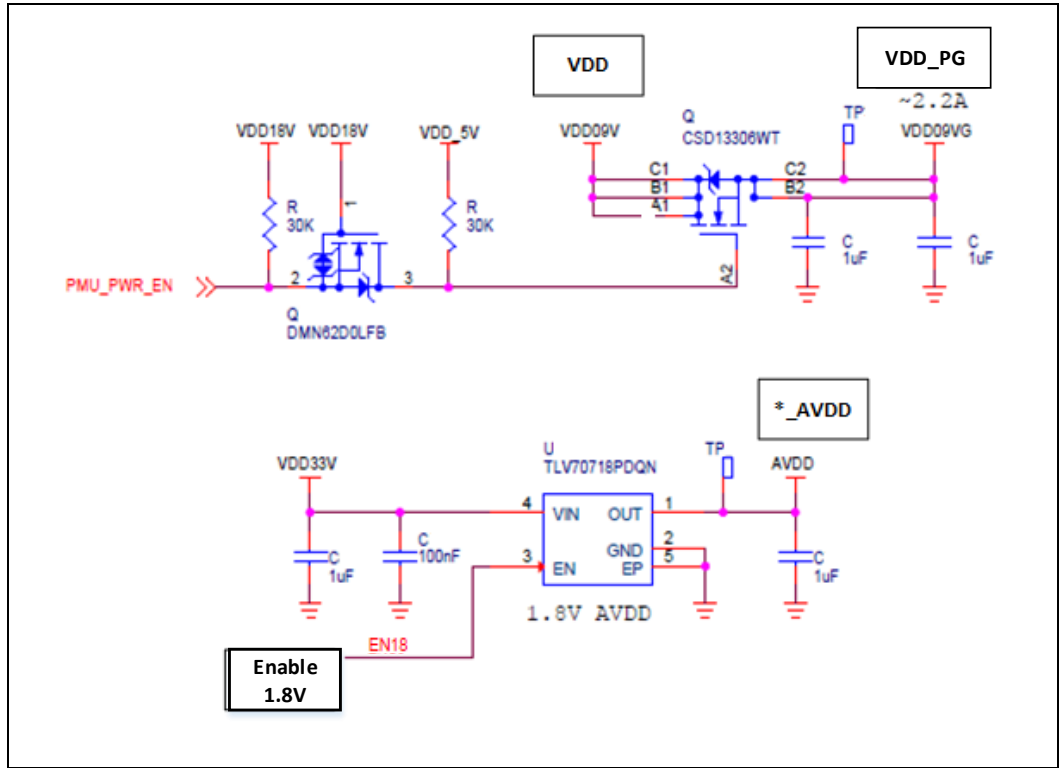 VDD
VDD_PG
~2.2A
VDD18V
VDD18V
VDD_5V
VDD09V
Q
CSD13306WT
TP
VDD09VG
C1
B1
A1
C2
B2
R
30K
1
R
30K
C
1uF
C
1uF
PMU_PWR_EN
2
3
A2
Q
DMN62D0LFB
*_AVDD
VDD33V
U
TLV70718PDQN
TP
AVDD
4
VIN
OUT
1
GND
2
3
EN
EP
5
C
1uF
C
100nF
C
1uF
1.8V AVDD
EN18
Enable
1.8V